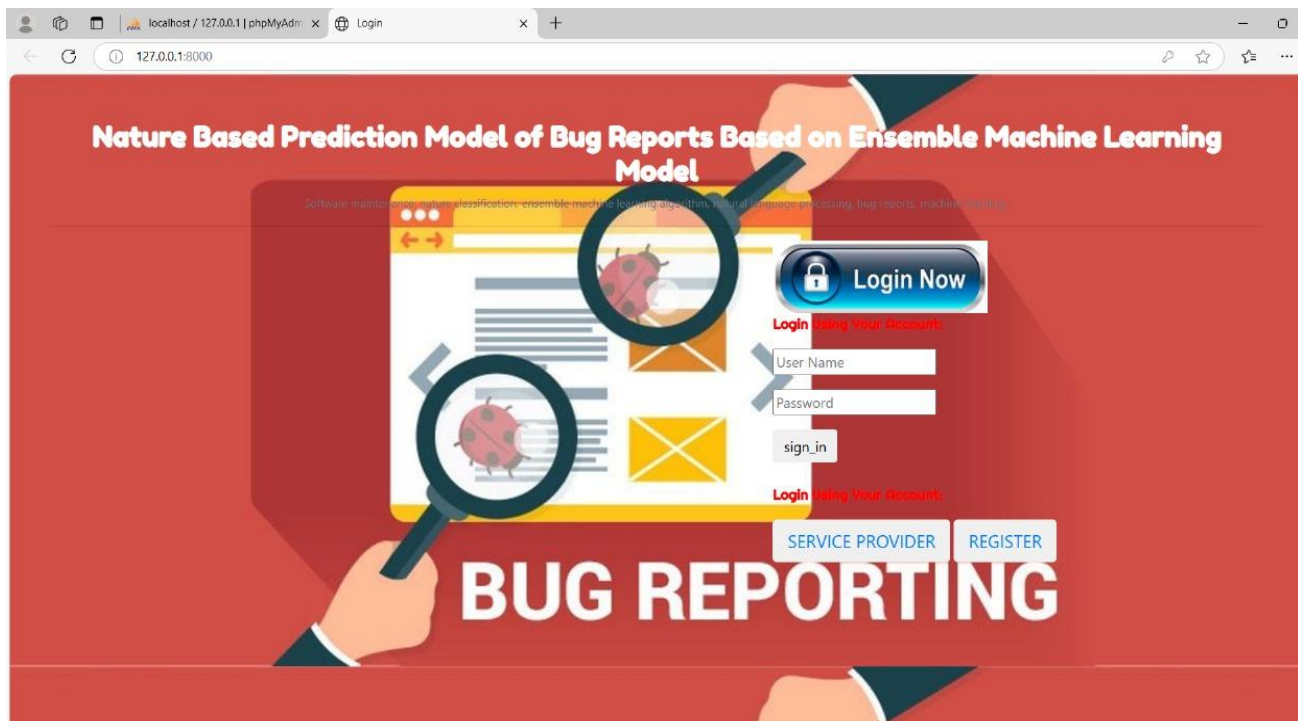 localhost / 127.0.0.1 | phpMyAdm
Login
127.0.0.1:8000
Nature Based Prediction Model of Bug Reports Based on Ensemble Machine Learning
Model
Software maintenance, nature classification, ensemble machine learning algorithm, natural language processing, bug reports, machine
Login Now
Login Using Your Account:
User Name
Password
sign_in
Login Using Your Account:
SERVICE PROVIDER REGISTER
BUG REPORTING